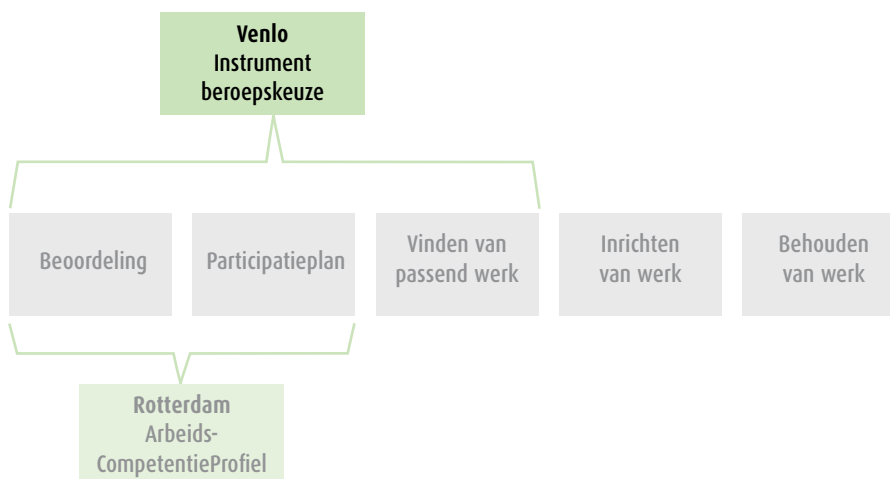 Venlo
Instrument
beroepskeuze
Beoordeling
Participatieplan
Vinden van
passend werk
Inrichten
van werk
Behouden
van werk
Rotterdam
Arbeids-
CompetentieProfiel